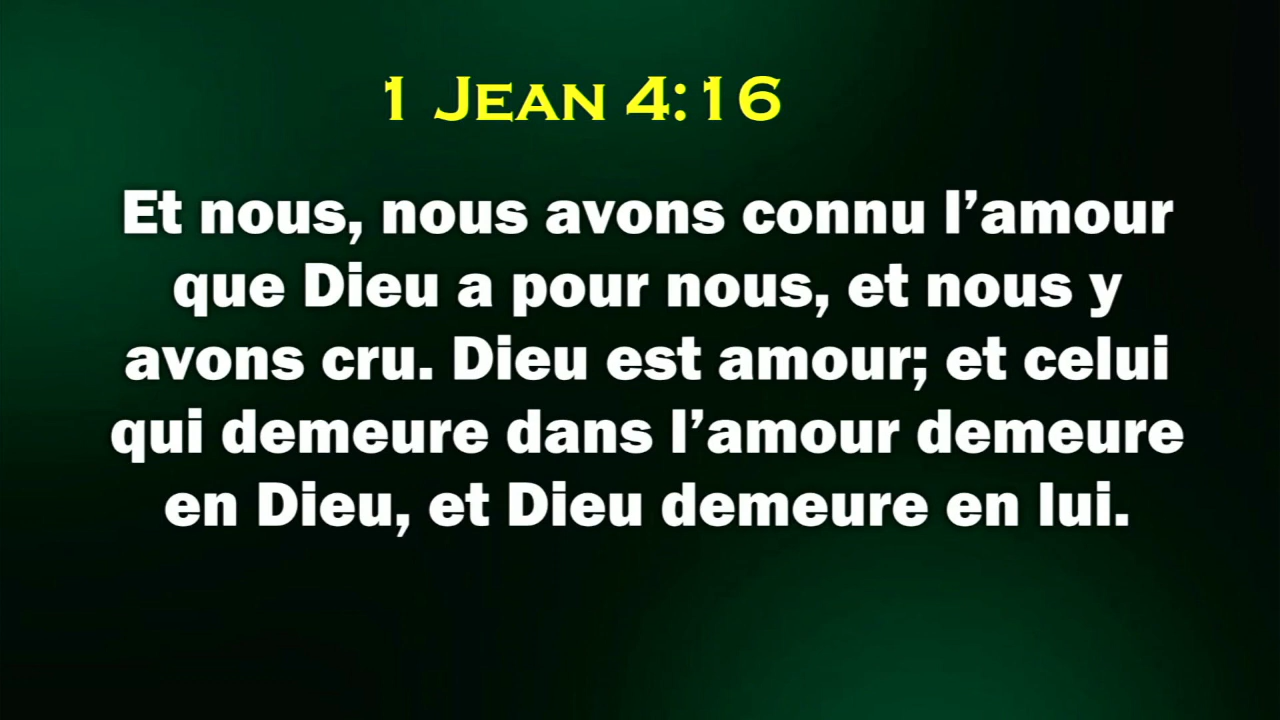 1 Jean 4:16
Et nous, nous avons connu l’amour
que Dieu a pour nous, et nous y
avons cru. Dieu est amour; et celui
qui demeure dans l’amour demeure
en Dieu, et Dieu demeure en lui.